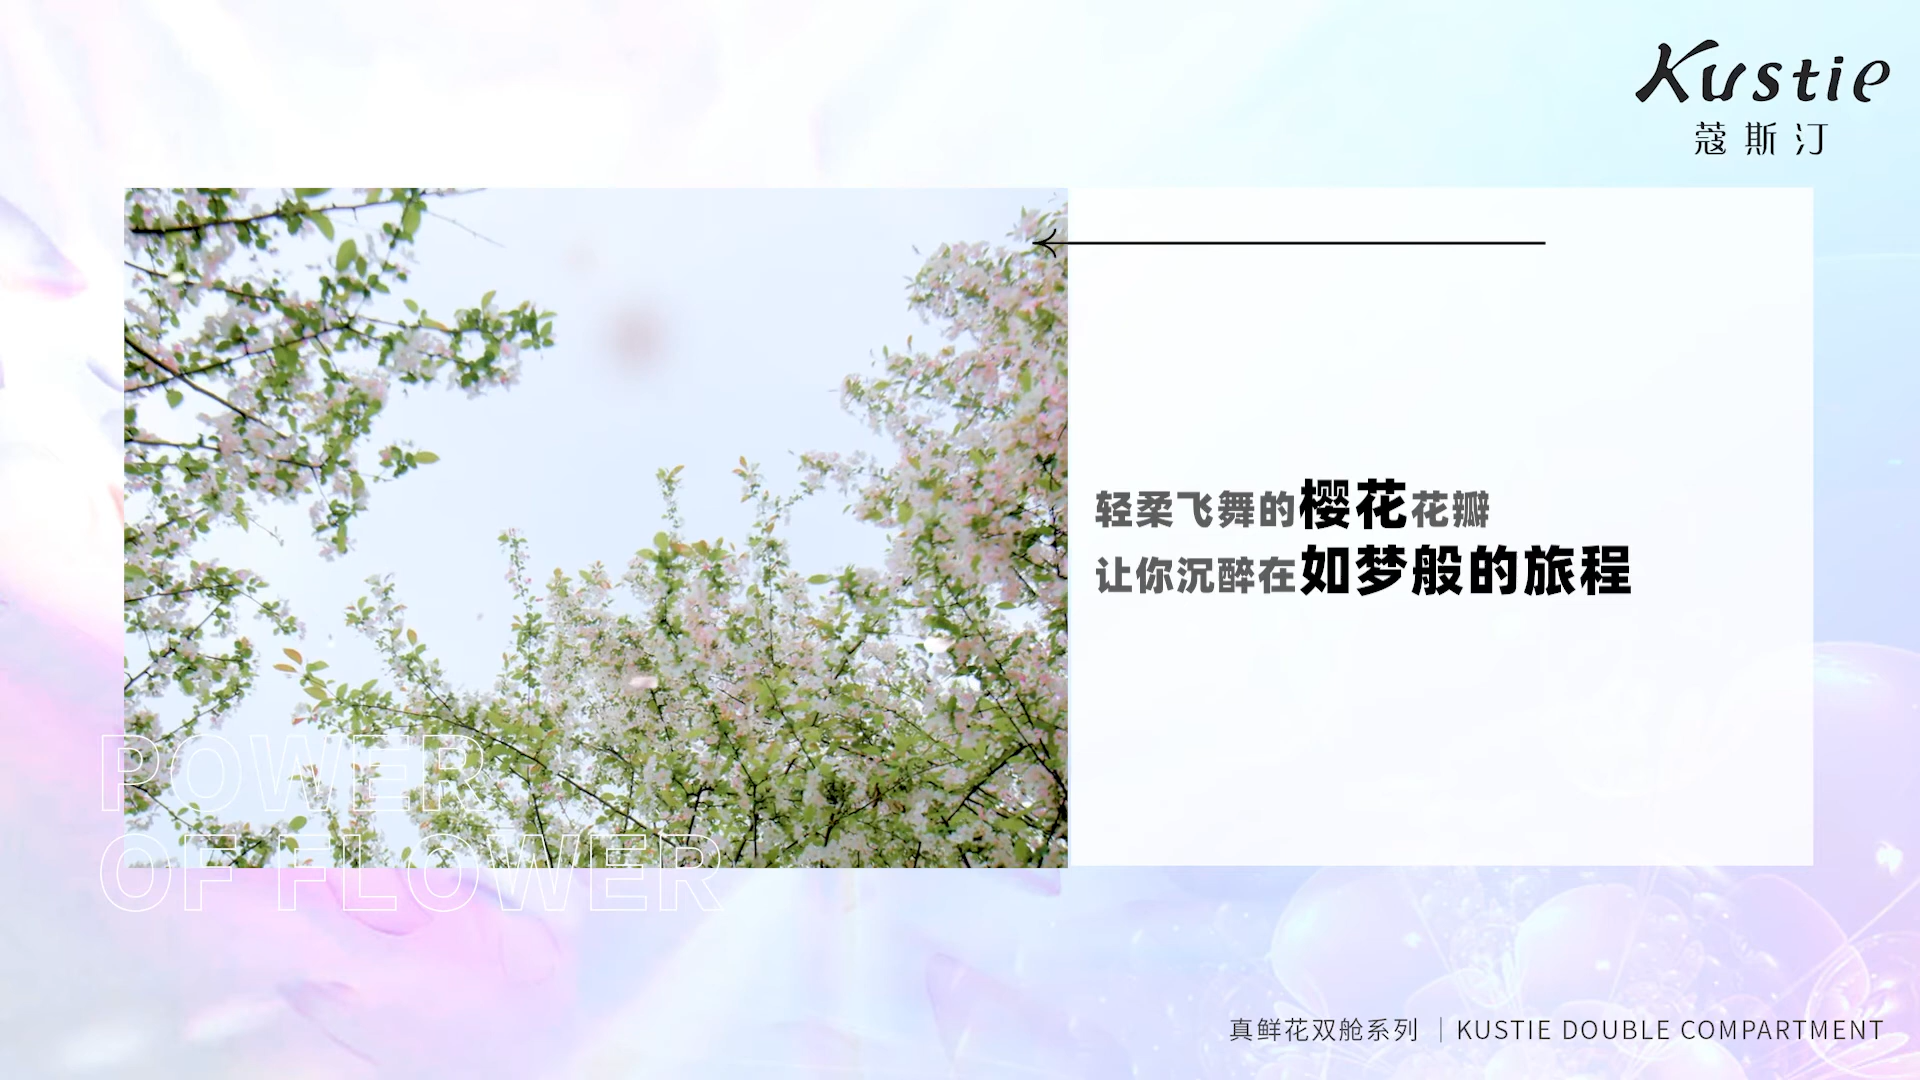 Kustie
蔻斯汀
轻柔飞舞的樱花花瓣
让你沉醉在如梦般的旅程
POWER
OF FLOWER
真鲜花双舱系列 | KUSTIE DOUBLE COMPARTMENT